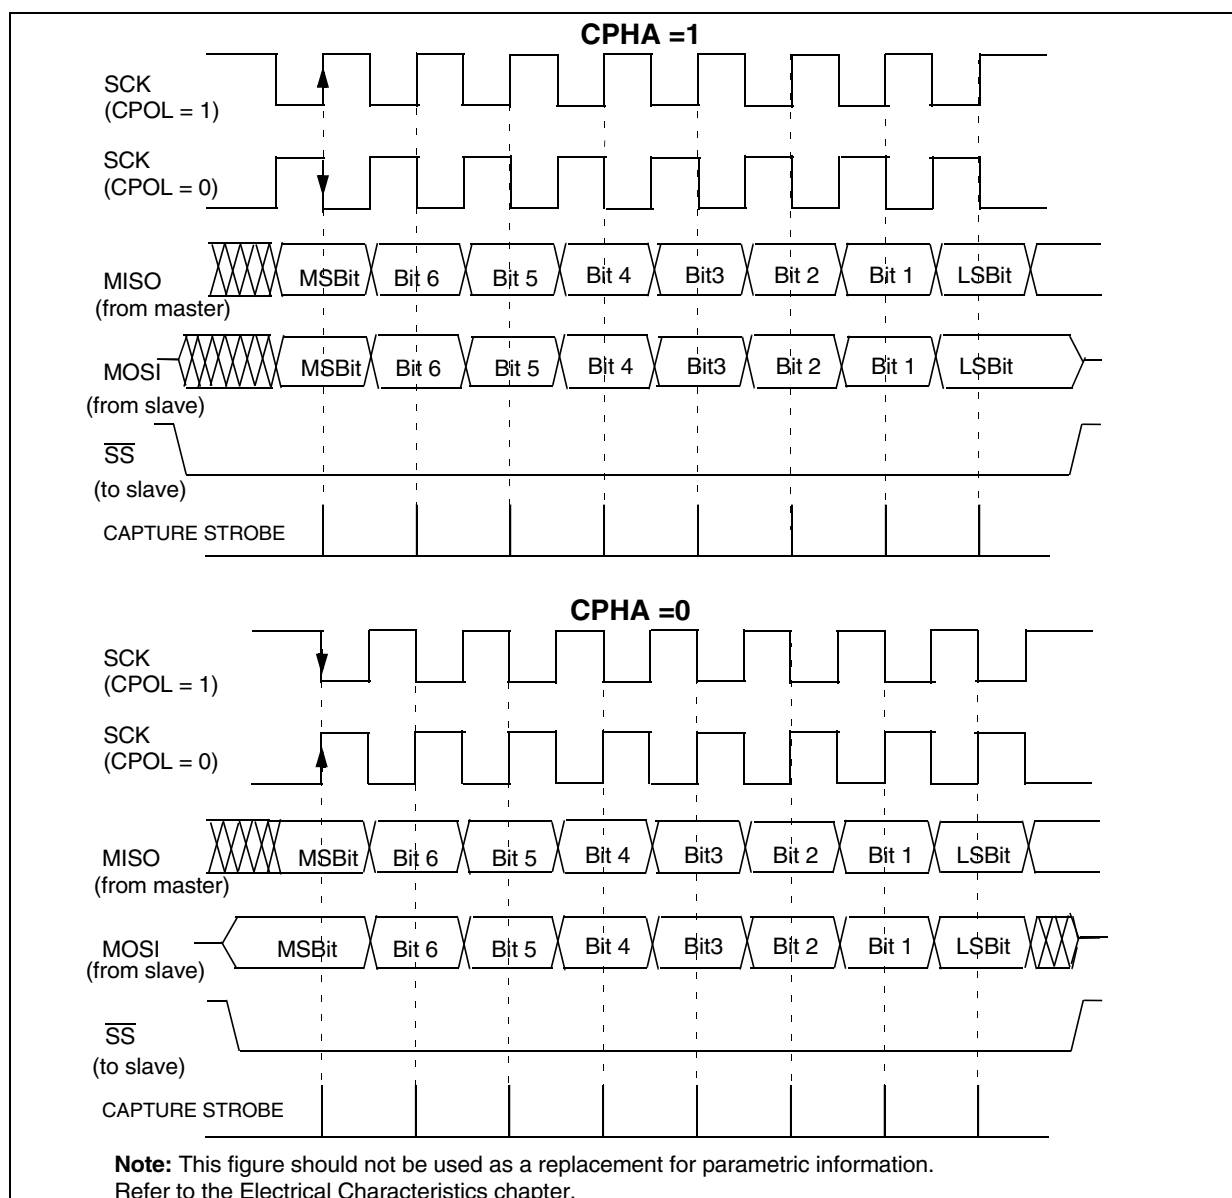 CPHA =1
SCK
(CPOL = 1)
SCK
(CPOL = 0)
MISO
(from master)
MSBit Bit 6 Bit 5 Bit 4 Bit3 Bit 2 Bit 1 LSBit
MOSI
(from slave)
MSBit Bit 6 Bit 5 Bit 4 Bit3 Bit 2 Bit 1 LSBit
SS
(to slave)
CAPTURE STROBE
CPHA =0
SCK
(CPOL = 1)
SCK
(CPOL = 0)
MISO
(from master)
MSBit Bit 6 Bit 5 Bit 4 Bit3 Bit 2 Bit 1 LSBit
MOSI
(from slave)
MSBit Bit 6 Bit 5 Bit 4 Bit3 Bit 2 Bit 1 LSBit
SS
(to slave)
CAPTURE STROBE
Note: This figure should not be used as a replacement for parametric information.
Refer to the Electrical Characteristics chapter.